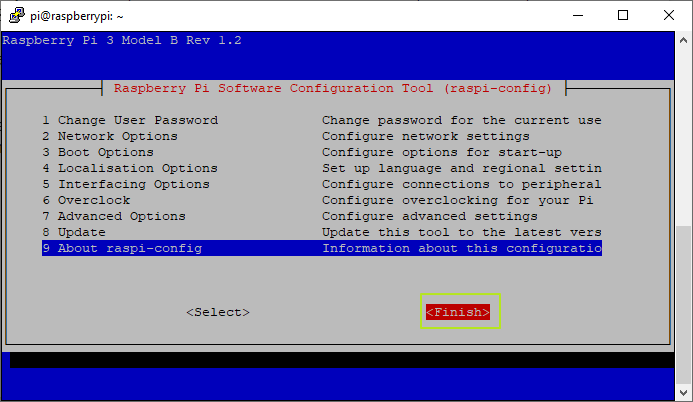 pi@raspberrypi: ~
Raspberry Pi 3 Model B Rev 1.2
Raspberry Pi Software Configuration Tool (raspi-config)
1 Change User Password Change password for the current use
2 Network Options Configure network settings
3 Boot Options Configure options for start-up
4 Localisation Options Set up language and regional settin
5 Interfacing Options Configure connections to peripheral
6 Overclock Configure overclocking for your Pi
7 Advanced Options Configure advanced settings
8 Update Update this tool to the latest vers
9 About raspi-config Information about this configuratio
<Select> <Finish>